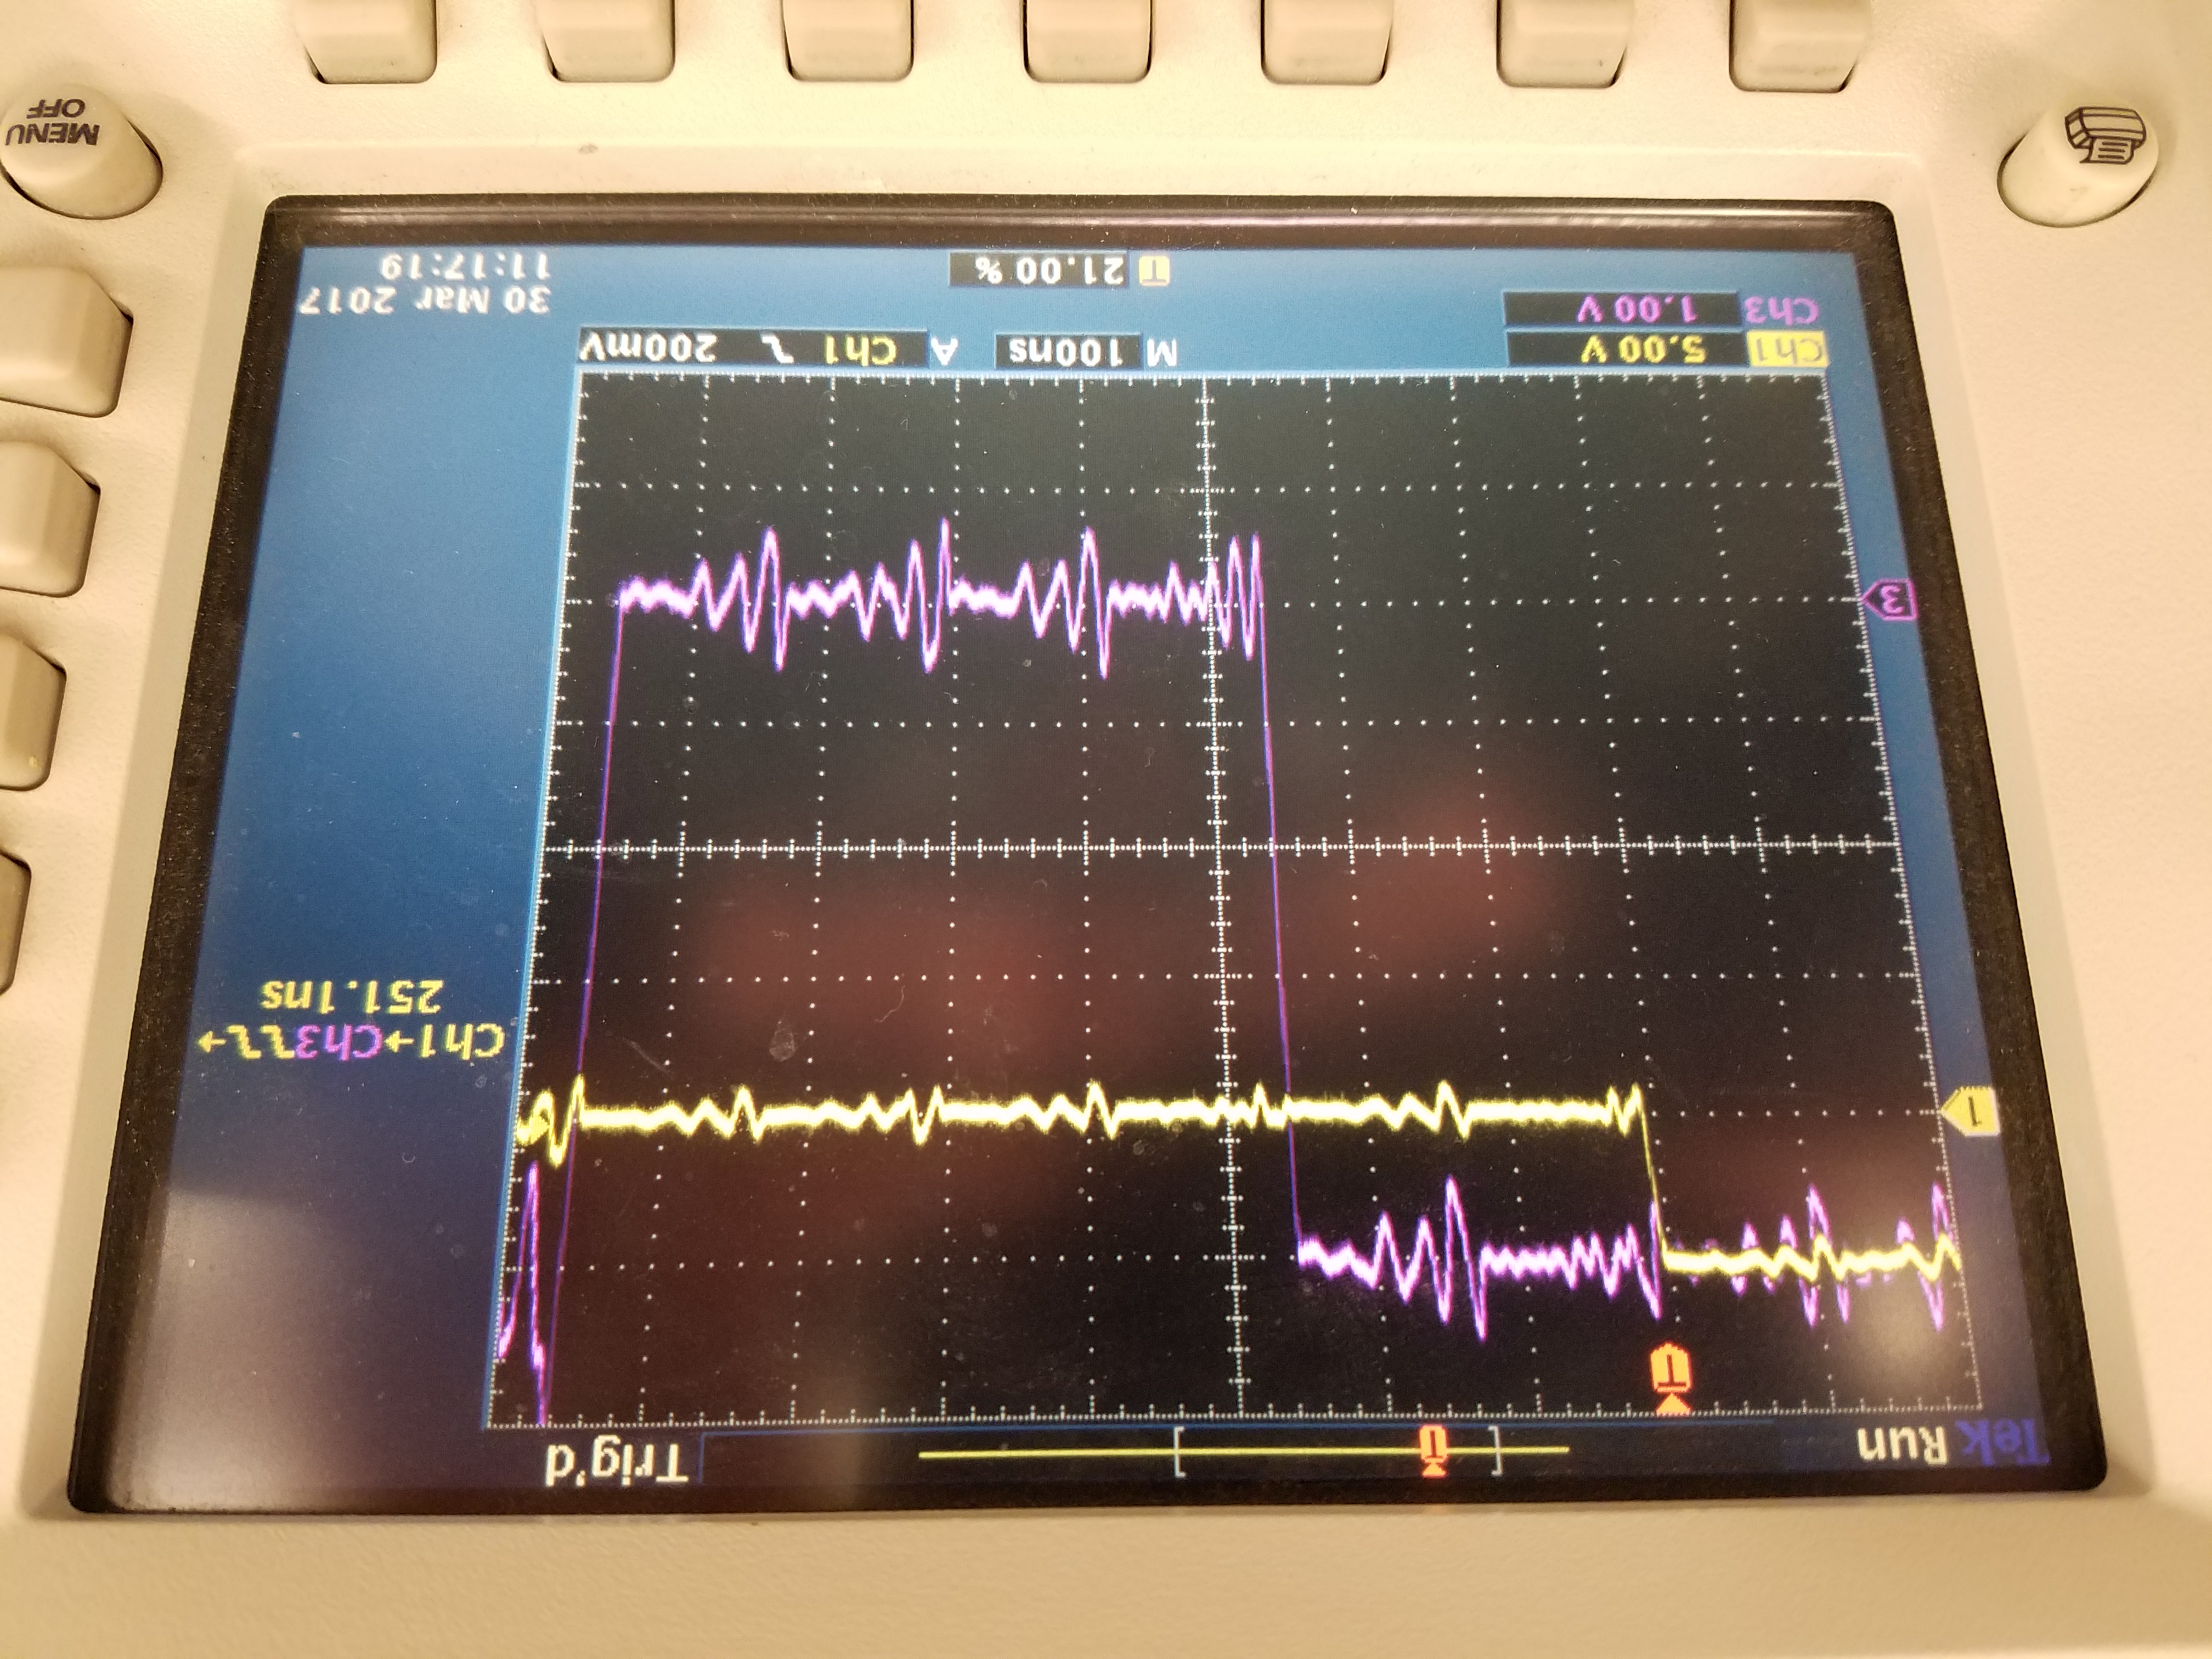 Tek Run Trig'd
T
T
1
Ch1→Ch3⇂⇂→
251.1ns
3
Ch1 5.00 V M 100ns A Ch1 200mV
Ch3 1.00 V
T 21.00 %
30 Mar 2017
11:17:19
MENU
OFF